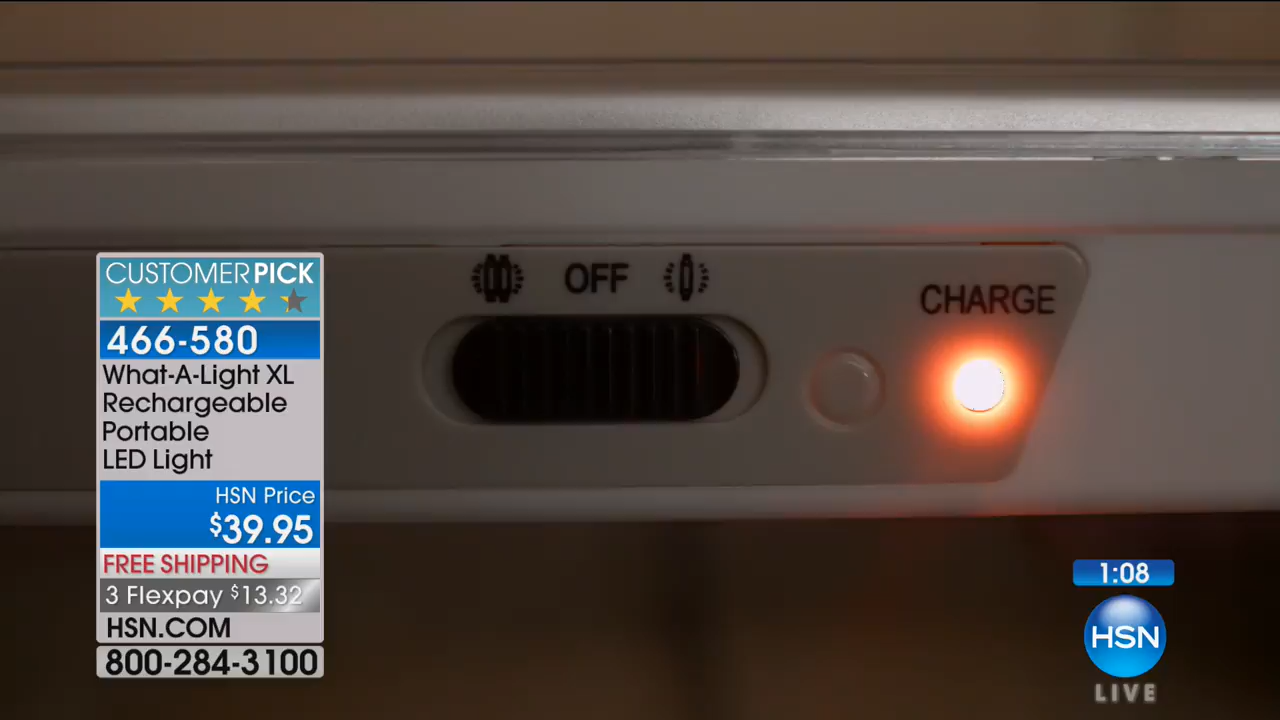 CUSTOMERPICK
466-580
What-A-Light XL
Rechargeable
Portable
LED Light
HSN Price
$39.95
FREE SHIPPING
3 Flexpay $13.32
HSN.COM
800-284-3100
OFF
CHARGE
1:08
HSN
LIVE